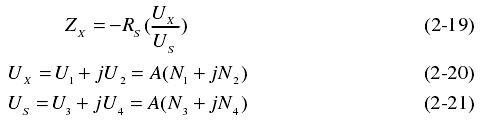 Z_X = -R_S (U_X / U_S) (2-19)
U_X = U_1 + jU_2 = A(N_1 + jN_2) (2-20)
U_S = U_3 + jU_4 = A(N_3 + jN_4) (2-21)